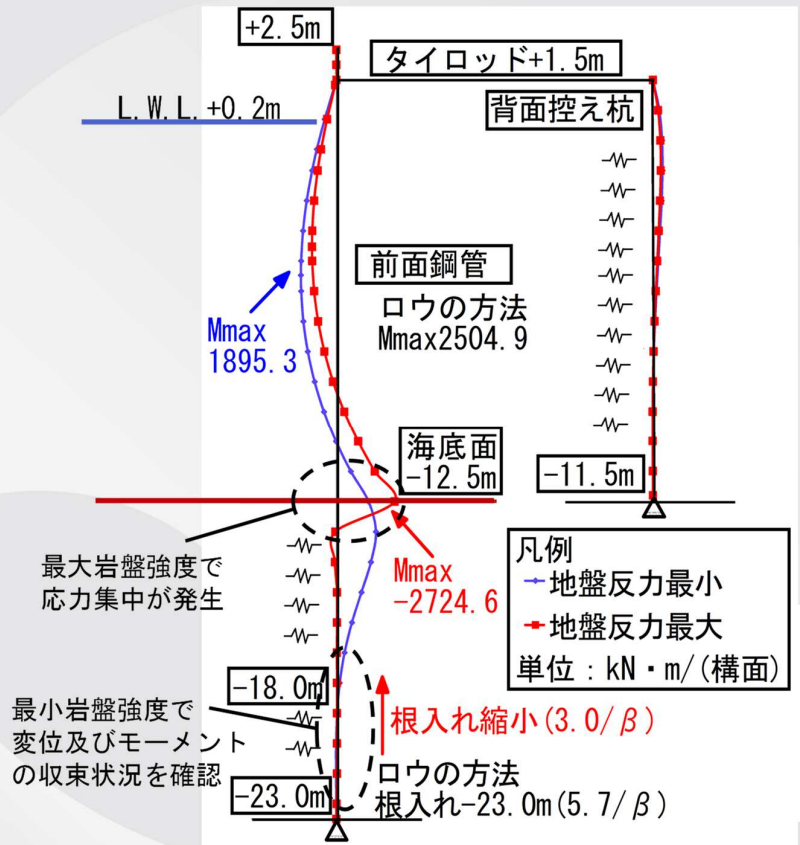 +2.5m
タイロッド+1.5m
L.W.L.+0.2m
背面控え杭
前面鋼管
ロウの方法
Mmax2504.9
Mmax
1895.3
海底面
-12.5m
-11.5m
最大岩盤強度で
応力集中が発生
Mmax
-2724.6
凡例
地盤反力最小
地盤反力最大
単位：kN・m/(構面)
-18.0m
最小岩盤強度で
変位及びモーメント
の収束状況を確認
根入れ縮小(3.0/β)
ロウの方法
根入れ-23.0m(5.7/β)
-23.0m